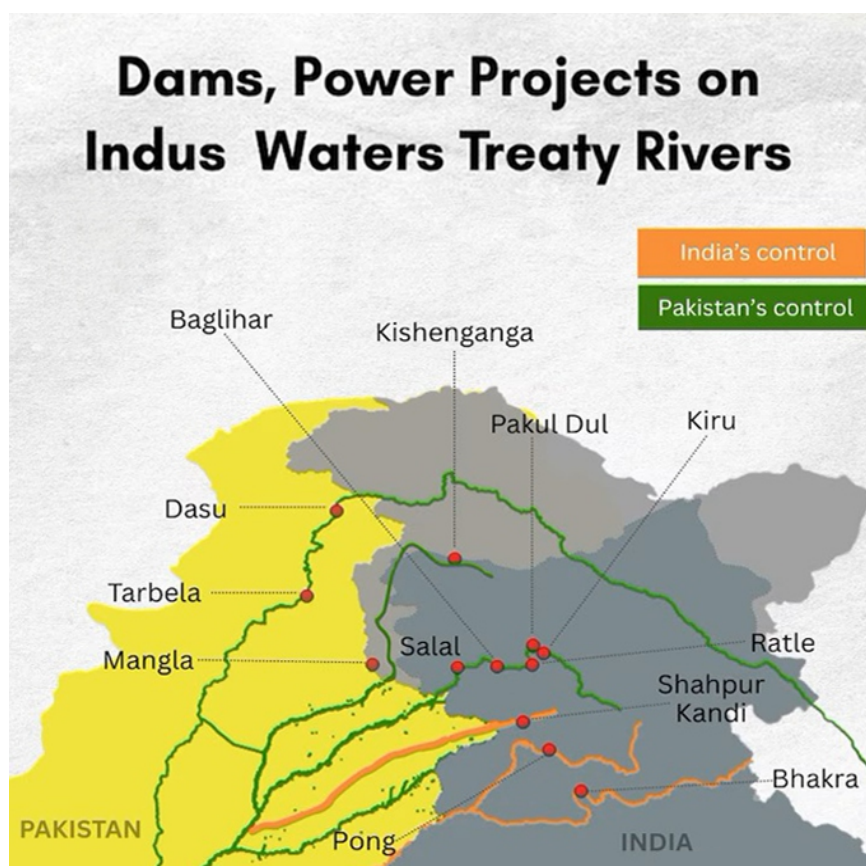 Dams, Power Projects on
Indus Waters Treaty Rivers
India's control
Pakistan's control
Baglihar
Kishenganga
Pakul Dul
Kiru
Dasu
Tarbela
Mangla
Salal
Ratle
Shahpur
Kandi
Bhakra
Pong
PAKISTAN
INDIA